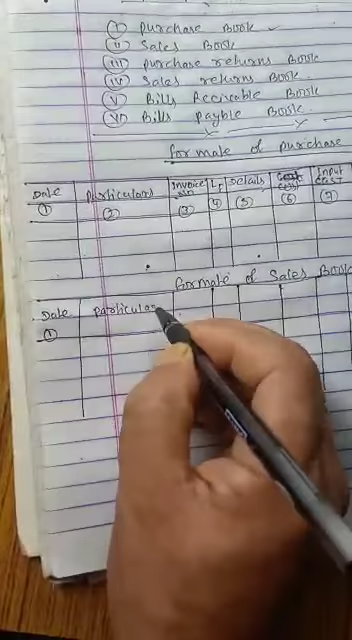 (i) Purchase Book
(ii) Sales Book
(iii) Purchase returns Book
(iv) Sales returns Book.
(v) Bills Receivable Book
(vi) Bills Payble Book.
formate of purchase
Date Particulars Invoice L.F Details Cost Input CGST
(1) (2) (3) (4) (5) (6) (7)
formate of Sales Book
Date Particulars
(1)